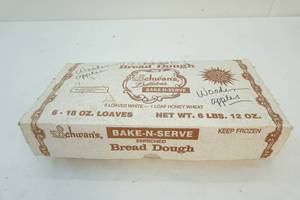 Bread Dough
Wooden
apples
Schwan's
BAKE-N-SERVE
5 LOAVES WHITE — 1 LOAF HONEY WHEAT
Wooden
apples
6 - 18 OZ. LOAVES
NET WT. 6 LBS. 12 OZ.
Schwan's
BAKE-N-SERVE
KEEP FROZEN
ENRICHED
Bread Dough